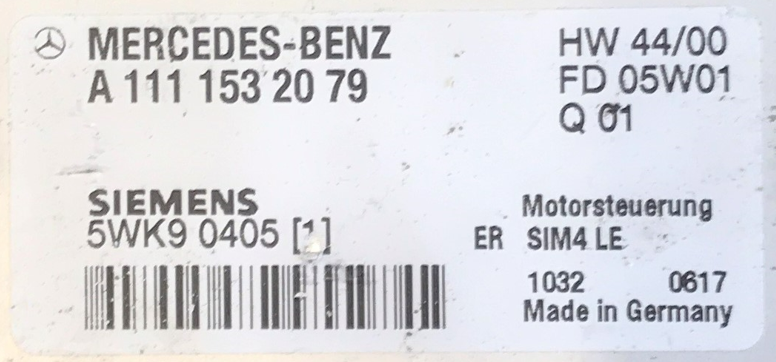 MERCEDES-BENZ
A 111 153 20 79
HW 44/00
FD 05W01
Q 01
SIEMENS
5WK9 0405 [1]
Motorsteuerung
ER SIM4 LE
1032 0617
Made in Germany